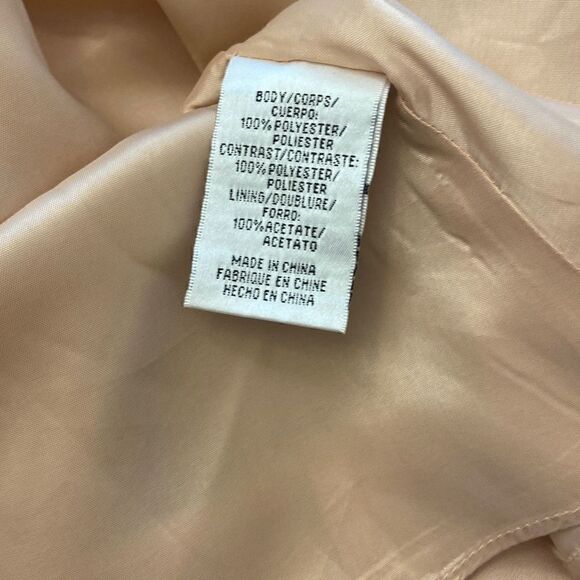 BODY/CORPS/
CUERPO:
100%POLYESTER/
POLIESTER
CONTRAST/CONTRASTE:
100%POLYESTER/
POLIESTER
LINING/DOUBLURE/
FORRO:
100%ACETATE/
ACETATO
MADE IN CHINA
FABRIQUE EN CHINE
HECHO EN CHINA